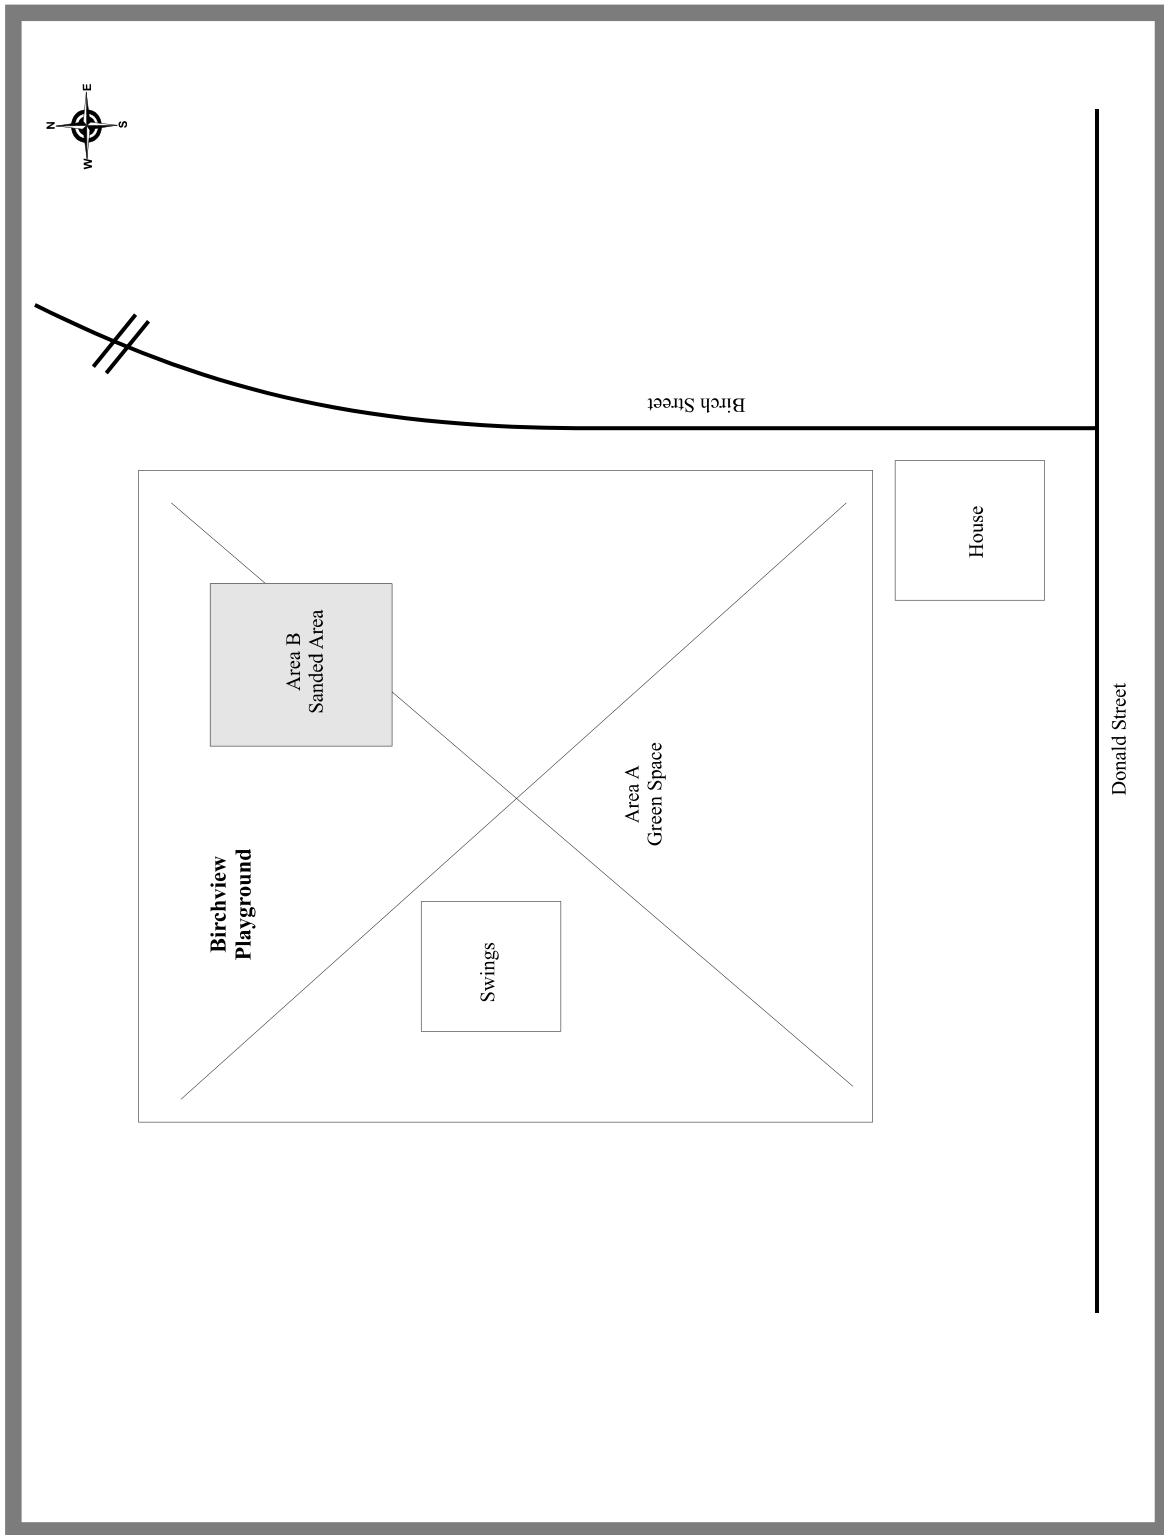 N
E
S
W
Birch Street
House
Area B
Sanded Area
Birchview
Playground
Area A
Green Space
Swings
Donald Street